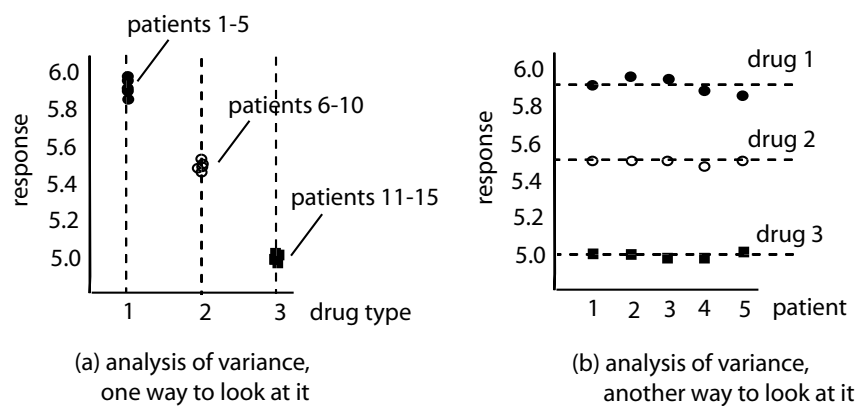 patients 1-5
6.0
5.8
5.6
5.4
5.2
5.0
response
patients 6-10
patients 11-15
1 2 3 drug type
(a) analysis of variance,
one way to look at it
drug 1
6.0
5.8
5.6
5.4
5.2
5.0
response
drug 2
drug 3
1 2 3 4 5 patient
(b) analysis of variance,
another way to look at it